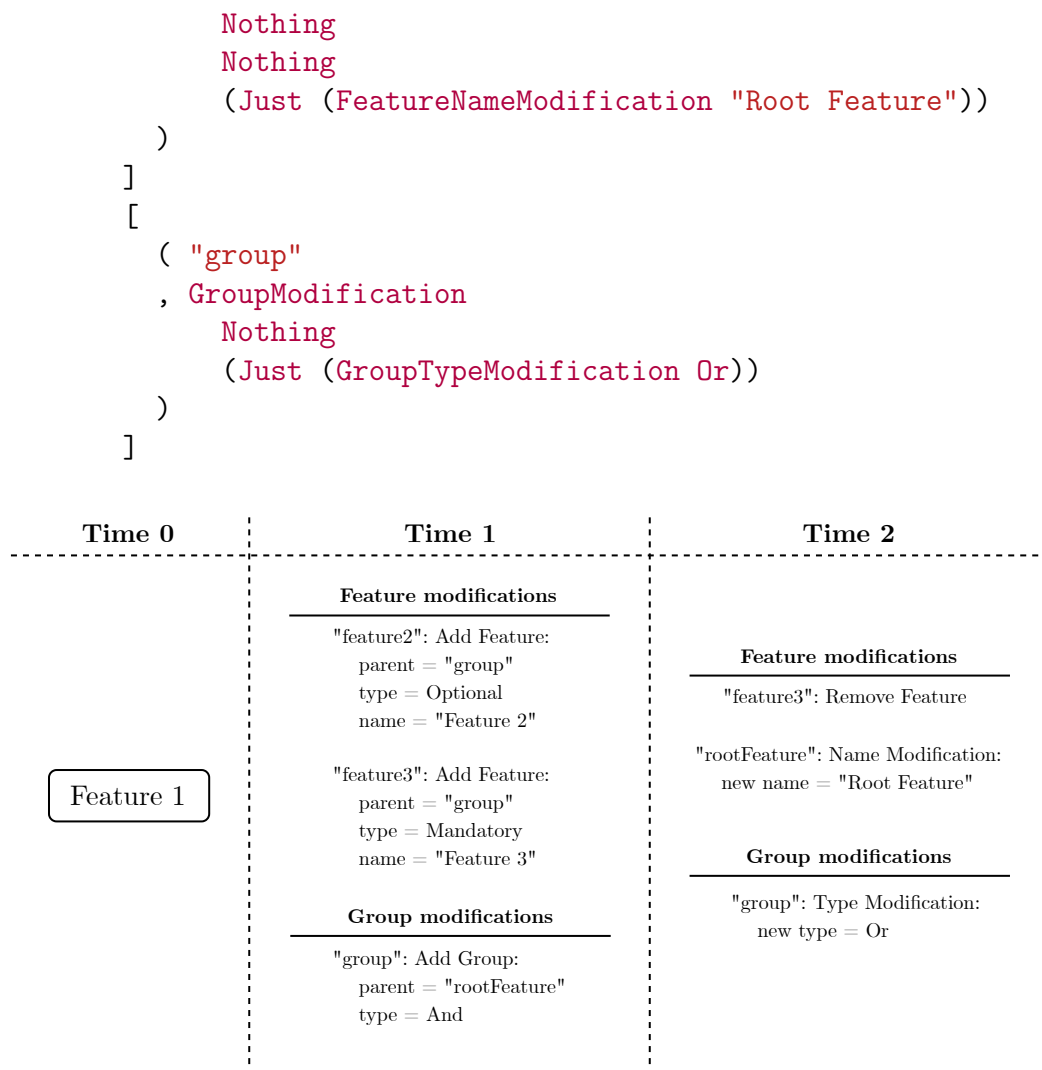 Nothing
Nothing
(Just (FeatureNameModification "Root Feature"))
)
]
[
( "group"
, GroupModification
Nothing
(Just (GroupTypeModification Or))
)
]
Time 0
Time 1
Time 2
Feature 1
Feature modifications
"feature2": Add Feature:
parent = "group"
type = Optional
name = "Feature 2"
"feature3": Add Feature:
parent = "group"
type = Mandatory
name = "Feature 3"
Group modifications
"group": Add Group:
parent = "rootFeature"
type = And
Feature modifications
"feature3": Remove Feature
"rootFeature": Name Modification:
new name = "Root Feature"
Group modifications
"group": Type Modification:
new type = Or